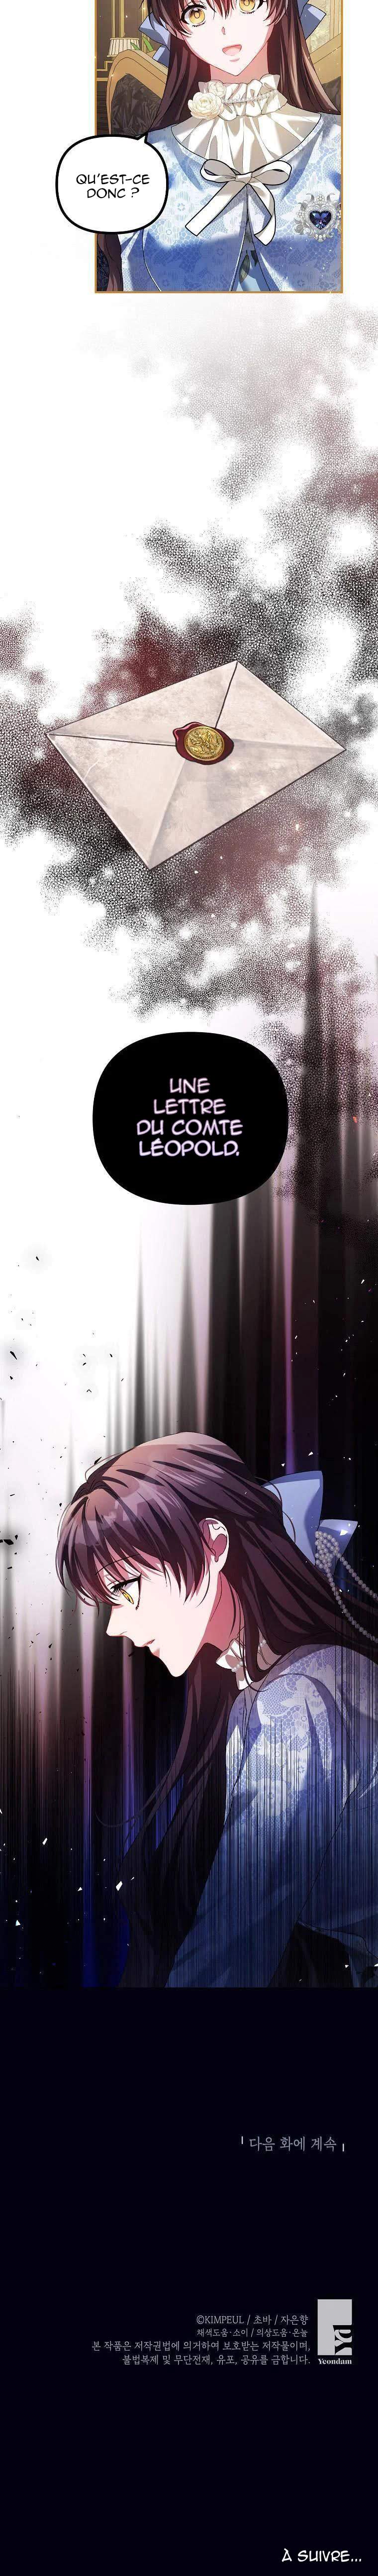 QU'EST-CE
DONC ?
UNE
LETTRE
DU COMTE
LÉOPOLD.
「 다음 화에 계속 」
©KIMPEUL / 초바 / 자은향
채색도움·소이 / 의상도움·온늘
본 작품은 저작권법에 의거하여 보호받는 저작물이며,
불법복제 및 무단전재, 유포, 공유를 금합니다.
Yd
Yeondam
À SUIVRE...